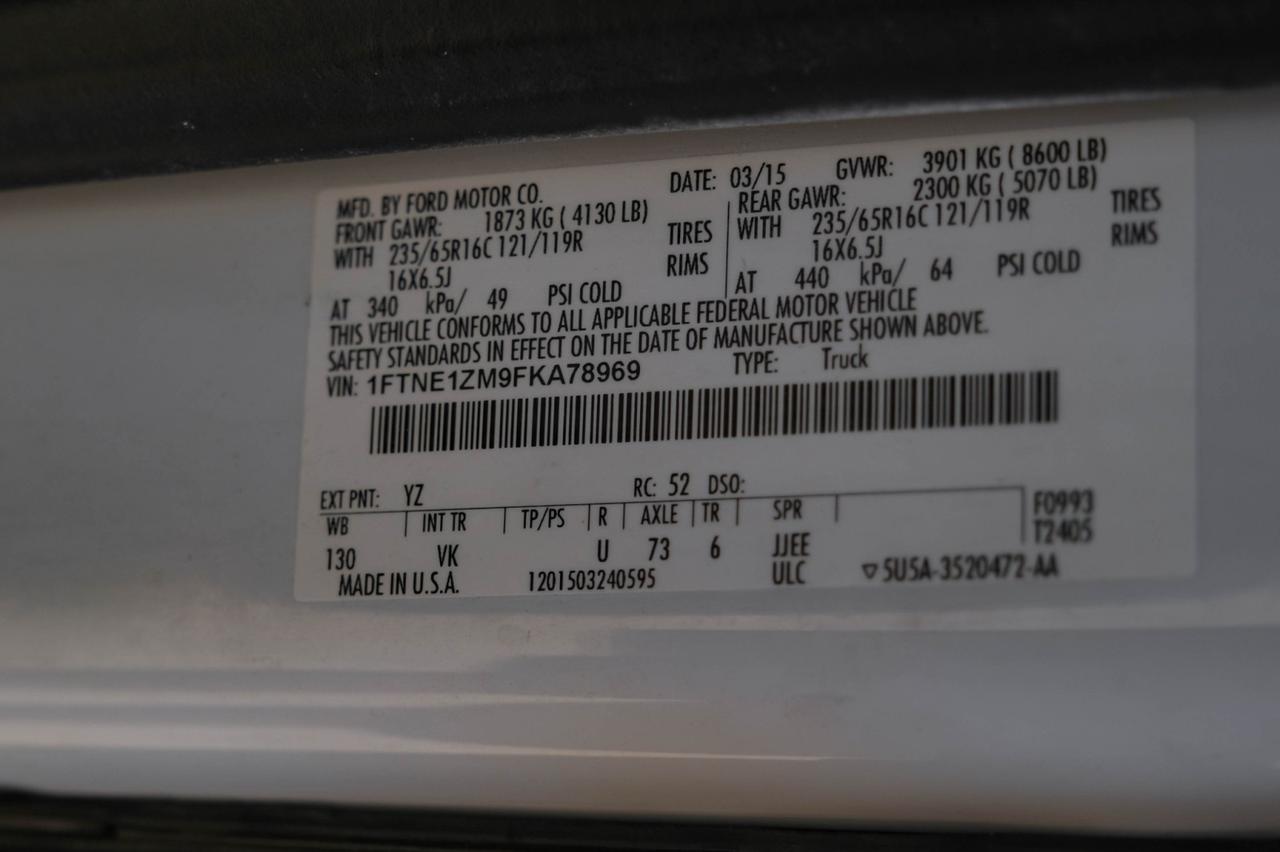 MFD. BY FORD MOTOR CO. DATE: 03/15 GVWR: 3901 KG ( 8600 LB)
FRONT GAWR: 1873 KG ( 4130 LB)
WITH 235/65R16C 121/119R TIRES
16X6.5J RIMS
AT 340 kPa/ 49 PSI COLD
REAR GAWR: 2300 KG ( 5070 LB)
WITH 235/65R16C 121/119R TIRES
16X6.5J RIMS
AT 440 kPa/ 64 PSI COLD
THIS VEHICLE CONFORMS TO ALL APPLICABLE FEDERAL MOTOR VEHICLE
SAFETY STANDARDS IN EFFECT ON THE DATE OF MANUFACTURE SHOWN ABOVE.
VIN: 1FTNE1ZM9FKA78969 TYPE: Truck
EXT PNT: YZ RC: 52 DSO:
WB INT TR TP/PS R AXLE TR SPR F0993
T2405
130 VK U 73 6 JJEE
MADE IN U.S.A. 1201503240595 ULC ▽5U5A-3520472-AA